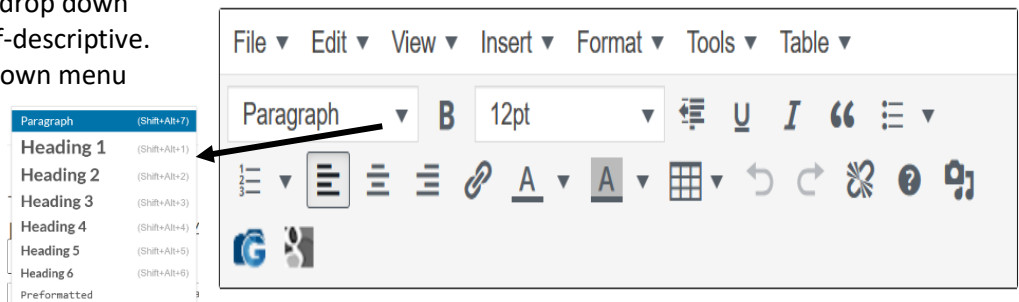 drop down
f-descriptive.
own menu
Paragraph (Shift+Alt+7)
Heading 1 (Shift+Alt+1)
Heading 2 (Shift+Alt+2)
Heading 3 (Shift+Alt+3)
Heading 4 (Shift+Alt+4)
Heading 5 (Shift+Alt+5)
Heading 6 (Shift+Alt+6)
Preformatted
File Edit View Insert Format Tools Table
Paragraph B 12pt U I
A A